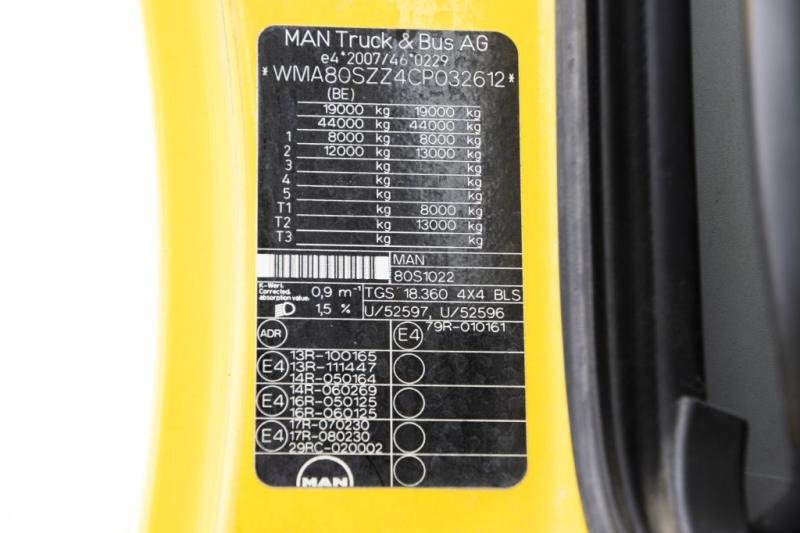 MAN Truck & Bus AG
e4*2007/46*0229
*WMA80SZZ4CP032612*
(BE)
19000 kg 19000 kg
44000 kg 44000 kg
1 8000 kg 8000 kg
2 12000 kg 13000 kg
3 kg kg
4 kg kg
5 kg kg
T1 kg 8000 kg
T2 kg 13000 kg
T3 kg kg
MAN
80S1022
K-Wert.
Corrected.
absorption value.
0,9 m⁻¹
TGS 18.360 4X4 BLS
1,5 %
U/52597, U/52596
ADR
E4 79R-010161
E4
13R-100165
13R-111447
14R-050164
E4
14R-060269
16R-050125
16R-060125
E4
17R-070230
17R-080230
29RC-020002
MAN